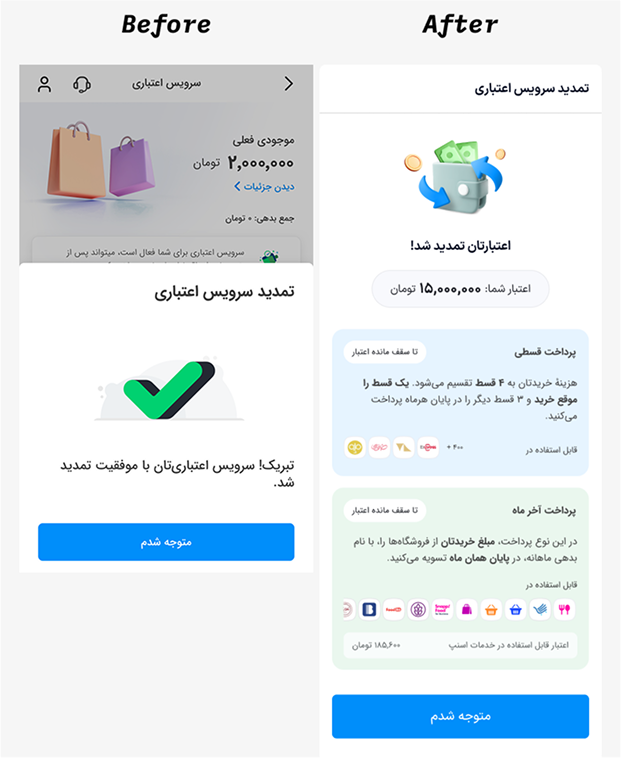 Before
After
سرویس اعتباری
موجودی فعلی
۲,۰۰۰,۰۰۰ تومان
دیدن جزئیات
جمع بدهی: ۰ تومان
سرویس اعتباری برای شما فعال است، میتواند پس از
تمدید سرویس اعتباری
تبریک! سرویس اعتباری‌تان با موفقیت تمدید
شد.
متوجه شدم
تمدید سرویس اعتباری
اعتبارتان تمدید شد!
اعتبار شما: ۱۵,۰۰۰,۰۰۰ تومان
پرداخت قسطی
تا سقف مانده اعتبار
هزینهٔ خریدتان به ۴ قسط تقسیم می‌شود. یک قسط را
موقع خرید و ۳ قسط دیگر را در پایان هرماه پرداخت
می‌کنید.
قابل استفاده در
۴۰۰ +
پرداخت آخر ماه
تا سقف مانده اعتبار
در این نوع پرداخت، مبلغ خریدتان از فروشگاه‌ها را، با نام
بدهی ماهانه، در پایان همان ماه تسویه می‌کنید.
قابل استفاده در
اعتبار قابل استفاده در خدمات اسنپ
۱۸۵,۶۰۰ تومان
متوجه شدم